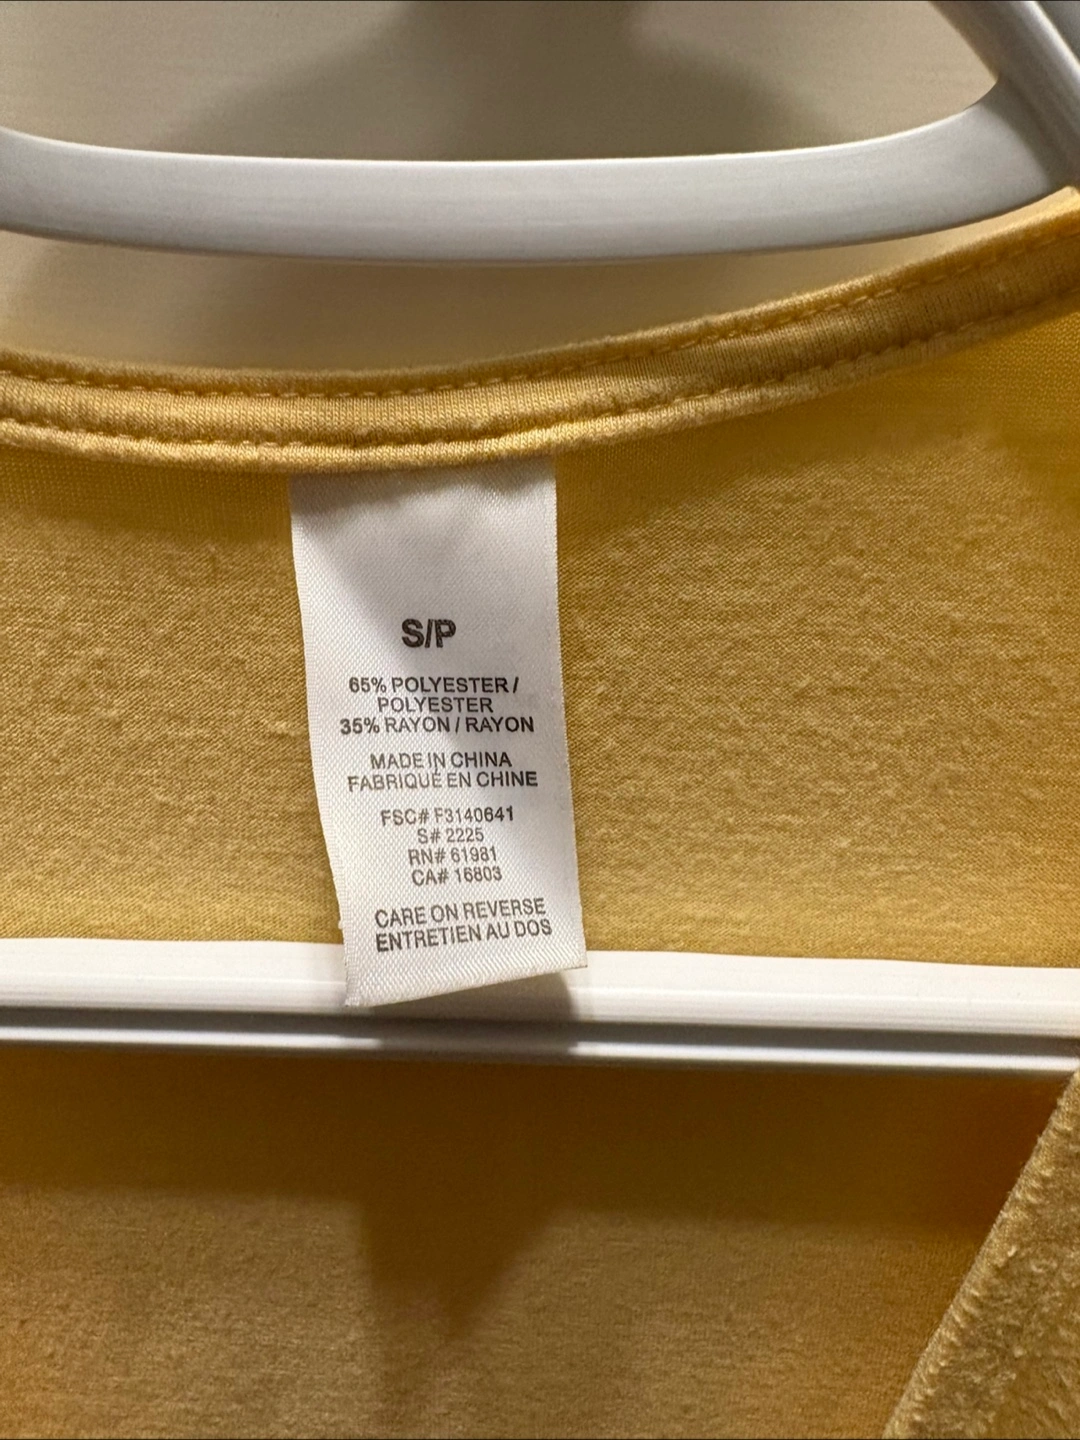 S/P
65% POLYESTER /
POLYESTER
35% RAYON / RAYON
MADE IN CHINA
FABRIQUÉ EN CHINE
FSC# F3140641
S# 2225
RN# 61981
CA# 16803
CARE ON REVERSE
ENTRETIEN AU DOS